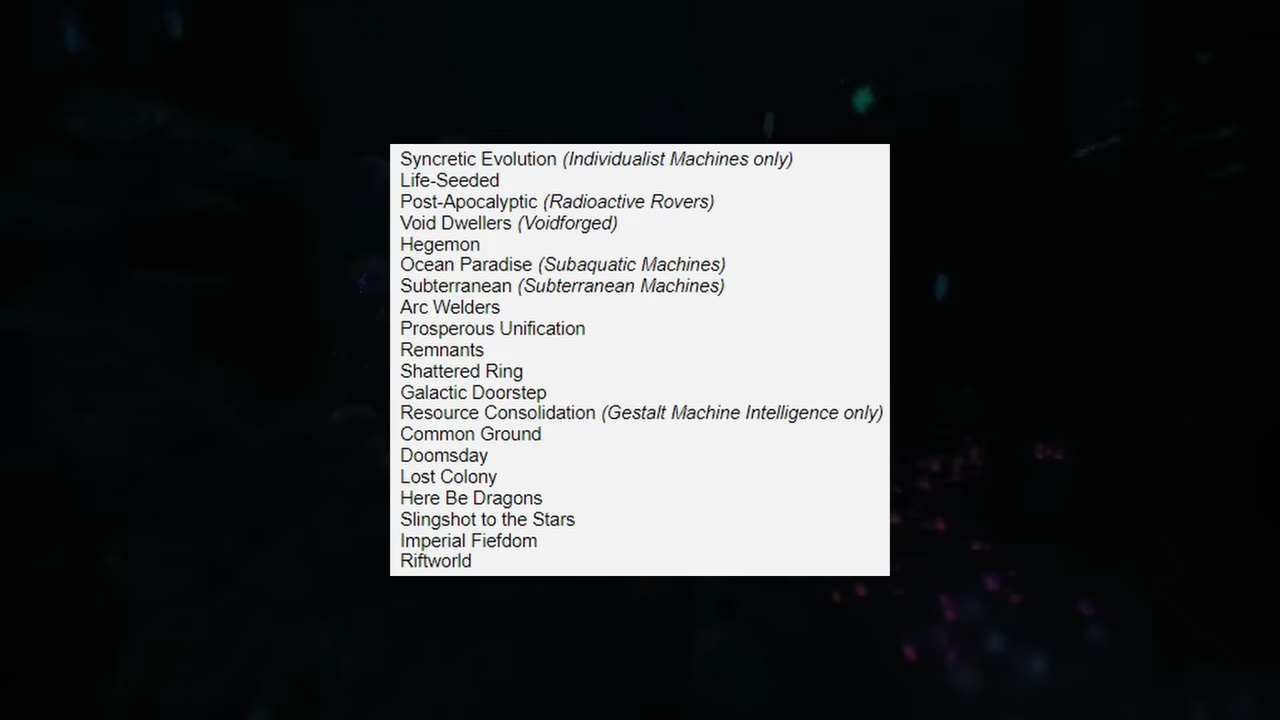 Syncretic Evolution (Individualist Machines only)
Life-Seeded
Post-Apocalyptic (Radioactive Rovers)
Void Dwellers (Voidforged)
Hegemon
Ocean Paradise (Subaquatic Machines)
Subterranean (Subterranean Machines)
Arc Welders
Prosperous Unification
Remnants
Shattered Ring
Galactic Doorstep
Resource Consolidation (Gestalt Machine Intelligence only)
Common Ground
Doomsday
Lost Colony
Here Be Dragons
Slingshot to the Stars
Imperial Fiefdom
Riftworld